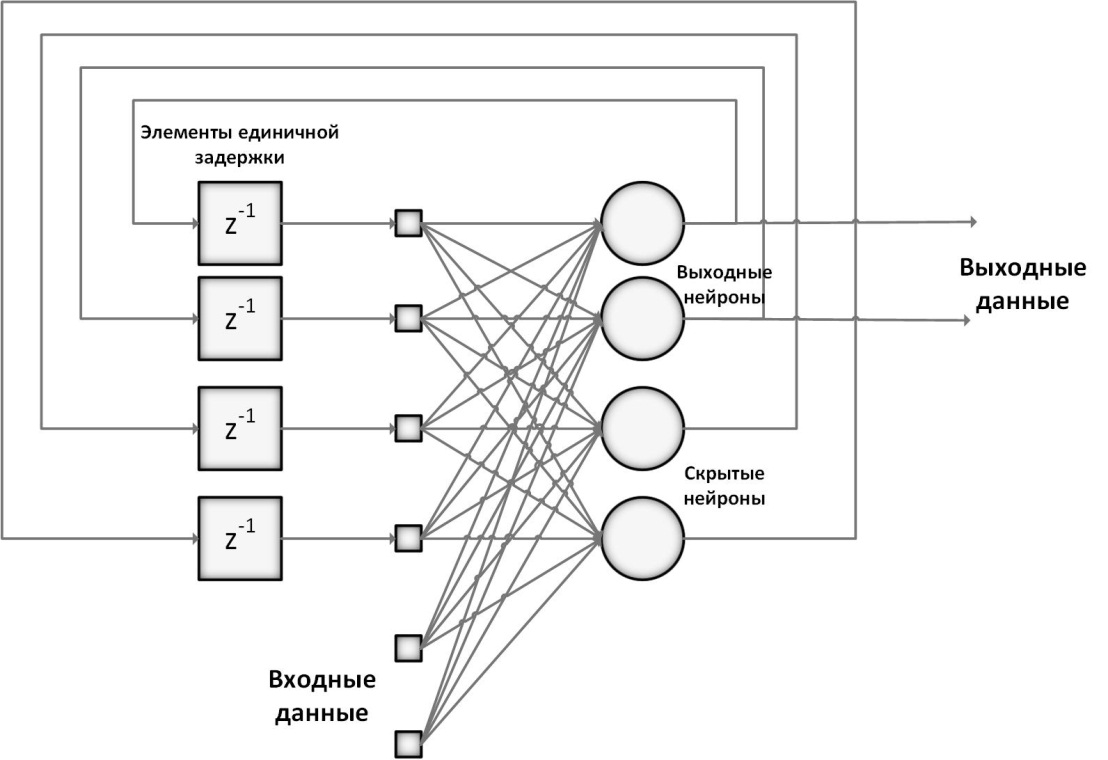 Элементы единичной
задержки
z⁻¹
z⁻¹
Выходные
нейроны
Выходные
данные
z⁻¹
Скрытые
нейроны
z⁻¹
Входные
данные